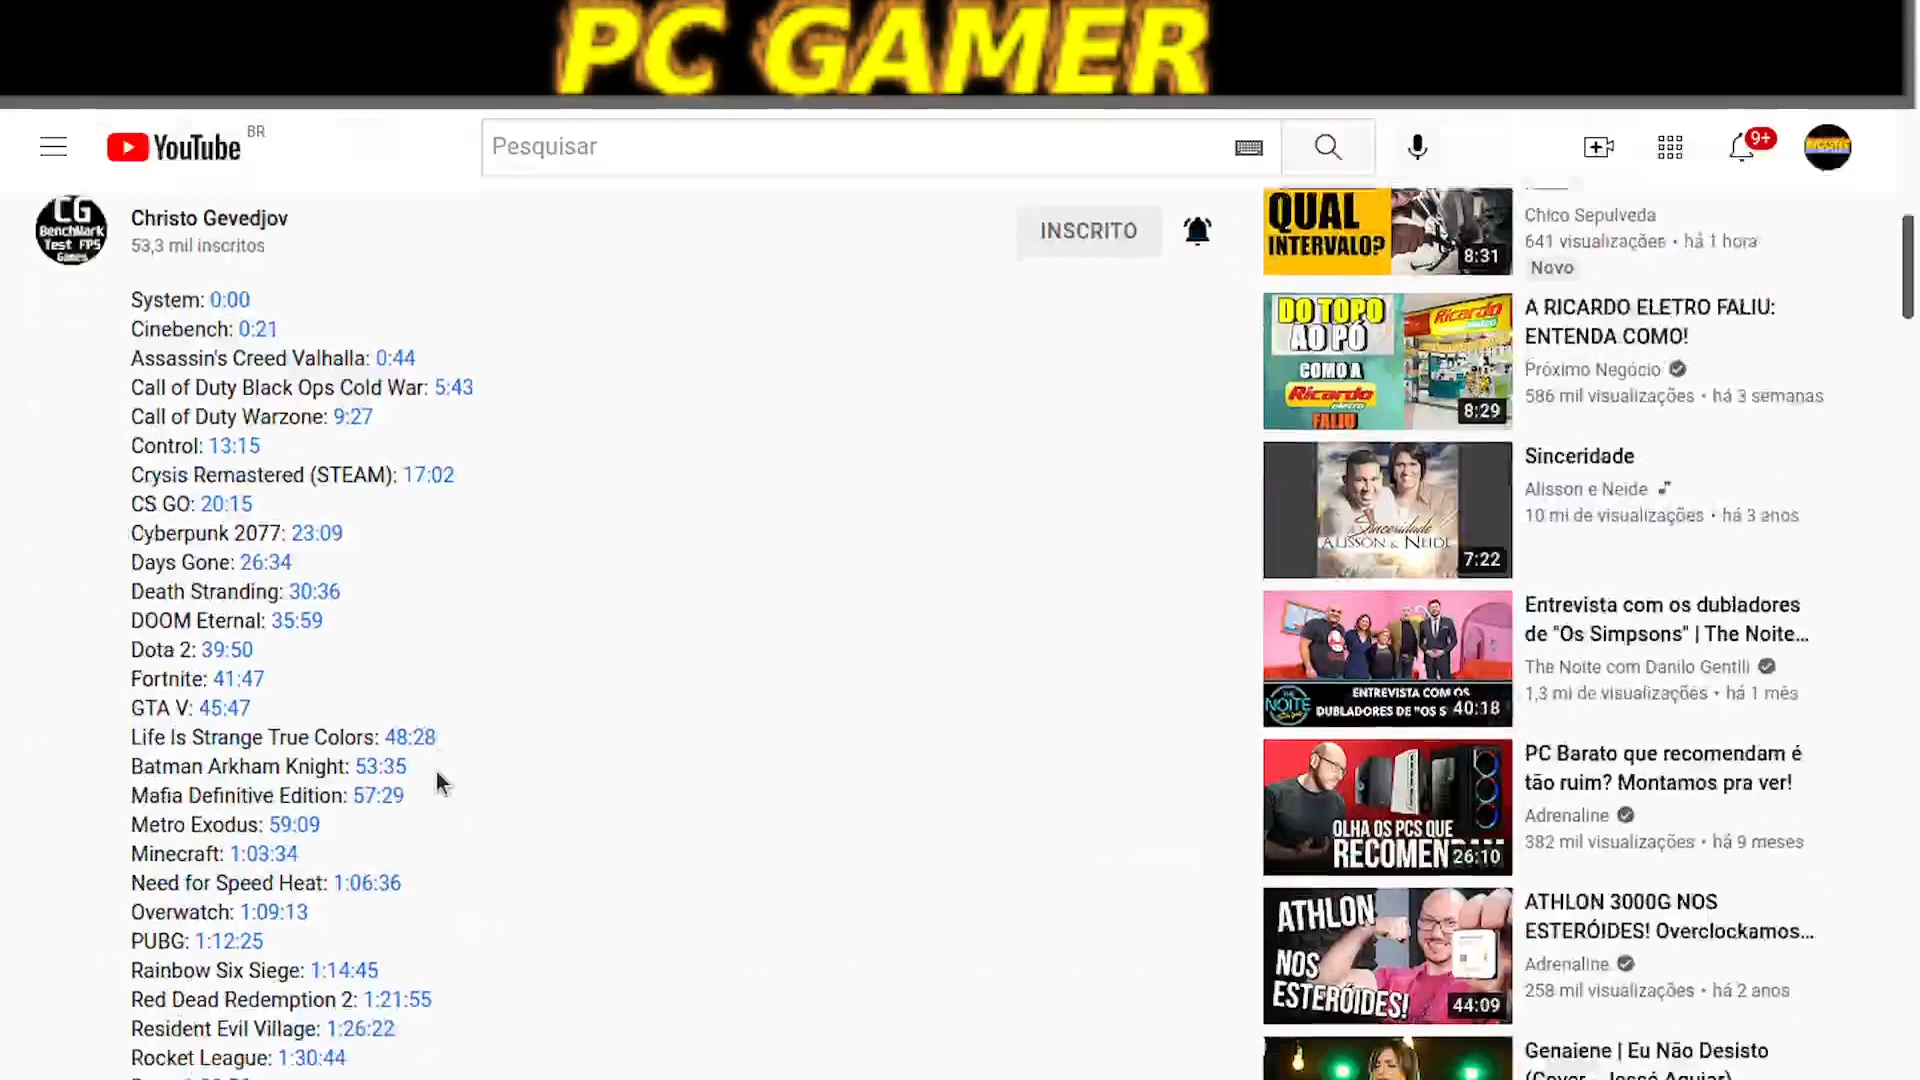 PC GAMER
YouTube BR
Pesquisar
9+
CG
BenchMark
Test FPS
Games
Christo Gevedjov
53,3 mil inscritos
INSCRITO
System: 0:00
Cinebench: 0:21
Assassin's Creed Valhalla: 0:44
Call of Duty Black Ops Cold War: 5:43
Call of Duty Warzone: 9:27
Control: 13:15
Crysis Remastered (STEAM): 17:02
CS GO: 20:15
Cyberpunk 2077: 23:09
Days Gone: 26:34
Death Stranding: 30:36
DOOM Eternal: 35:59
Dota 2: 39:50
Fortnite: 41:47
GTA V: 45:47
Life Is Strange True Colors: 48:28
Batman Arkham Knight: 53:35
Mafia Definitive Edition: 57:29
Metro Exodus: 59:09
Minecraft: 1:03:34
Need for Speed Heat: 1:06:36
Overwatch: 1:09:13
PUBG: 1:12:25
Rainbow Six Siege: 1:14:45
Red Dead Redemption 2: 1:21:55
Resident Evil Village: 1:26:22
Rocket League: 1:30:44
QUAL
INTERVALO?
8:31
Chico Sepulveda
641 visualizações • há 1 hora
Novo
DO TOPO
AO PÓ
COMO A
Ricardo
eletro
FALIU
Ricardo
8:29
A RICARDO ELETRO FALIU:
ENTENDA COMO!
Próximo Negócio
586 mil visualizações • há 3 semanas
Sinceridade
ALISSON & NEIDE
7:22
Sinceridade
Alisson e Neide
10 mi de visualizações • há 3 anos
THE
NOITE
ENTREVISTA COM OS
DUBLADORES DE "OS S
40:18
Entrevista com os dubladores
de "Os Simpsons" | The Noite...
The Noite com Danilo Gentili
1,3 mi de visualizações • há 1 mês
OLHA OS PCS QUE
RECOMENDAM
26:10
PC Barato que recomendam é
tão ruim? Montamos pra ver!
Adrenaline
382 mil visualizações • há 9 meses
ATHLON
NOS
ESTERÓIDES!
44:09
ATHLON 3000G NOS
ESTERÓIDES! Overclockamos...
Adrenaline
258 mil visualizações • há 2 anos
Genaiene | Eu Não Desisto
(Cover - Jessé Aguiar)